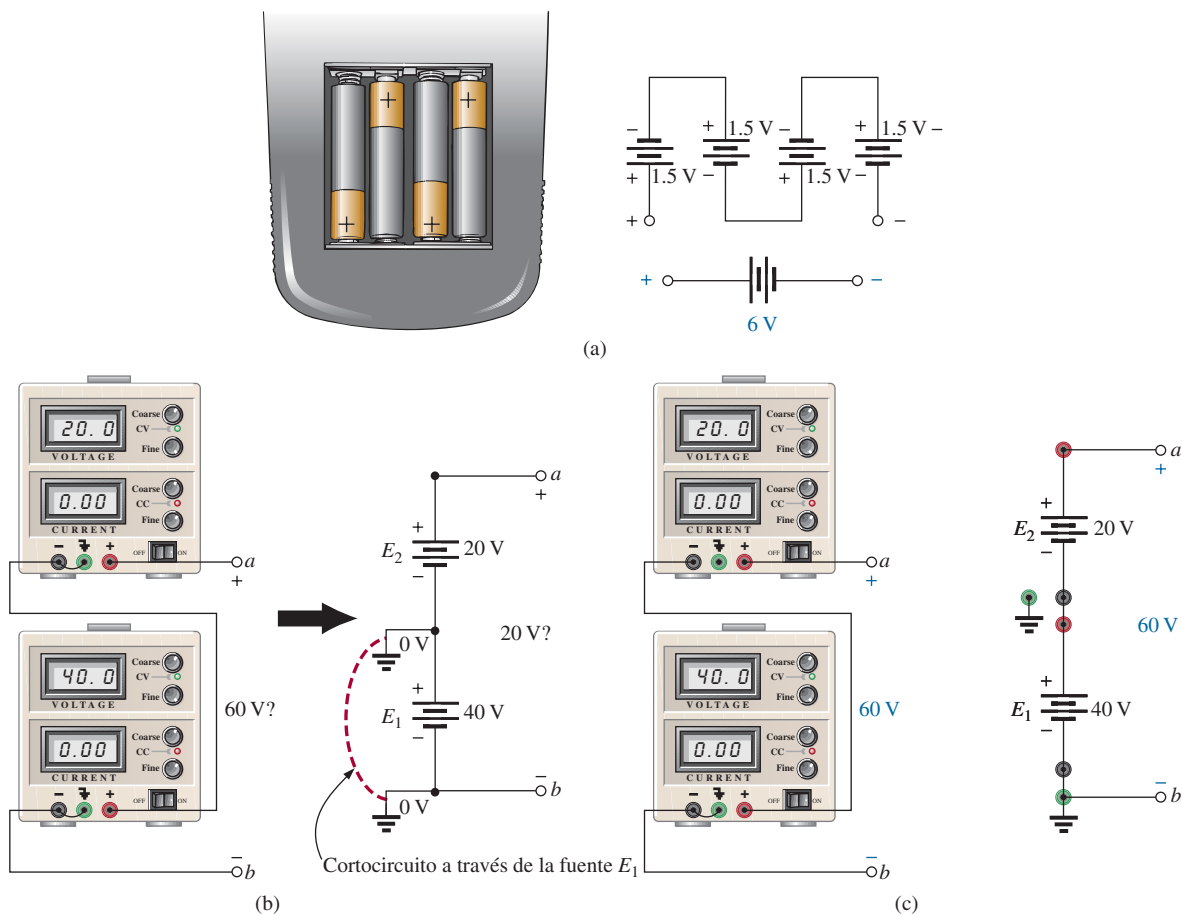 + + + +
− + 1.5 V − + 1.5 V −
+ 1.5 V − + 1.5 V −
+ −
+ −
6 V
(a)
20.0
VOLTAGE
Coarse
CV
Fine
0.00
CURRENT
Coarse
CC
Fine
− +
OFF ON
a
+
40.0
VOLTAGE
Coarse
CV
Fine
0.00
CURRENT
Coarse
CC
Fine
− +
OFF ON
60 V?
−
b
a
+
+
E2 20 V
−
0 V 20 V?
+
E1 40 V
−
0 V
−
b
Cortocircuito a través de la fuente E1
(b)
20.0
VOLTAGE
Coarse
CV
Fine
0.00
CURRENT
Coarse
CC
Fine
− +
OFF ON
a
+
40.0
VOLTAGE
Coarse
CV
Fine
0.00
CURRENT
Coarse
CC
Fine
− +
OFF ON
60 V
−
b
a
+
+
E2 20 V
−
60 V
+
E1 40 V
−
−
b
(c)